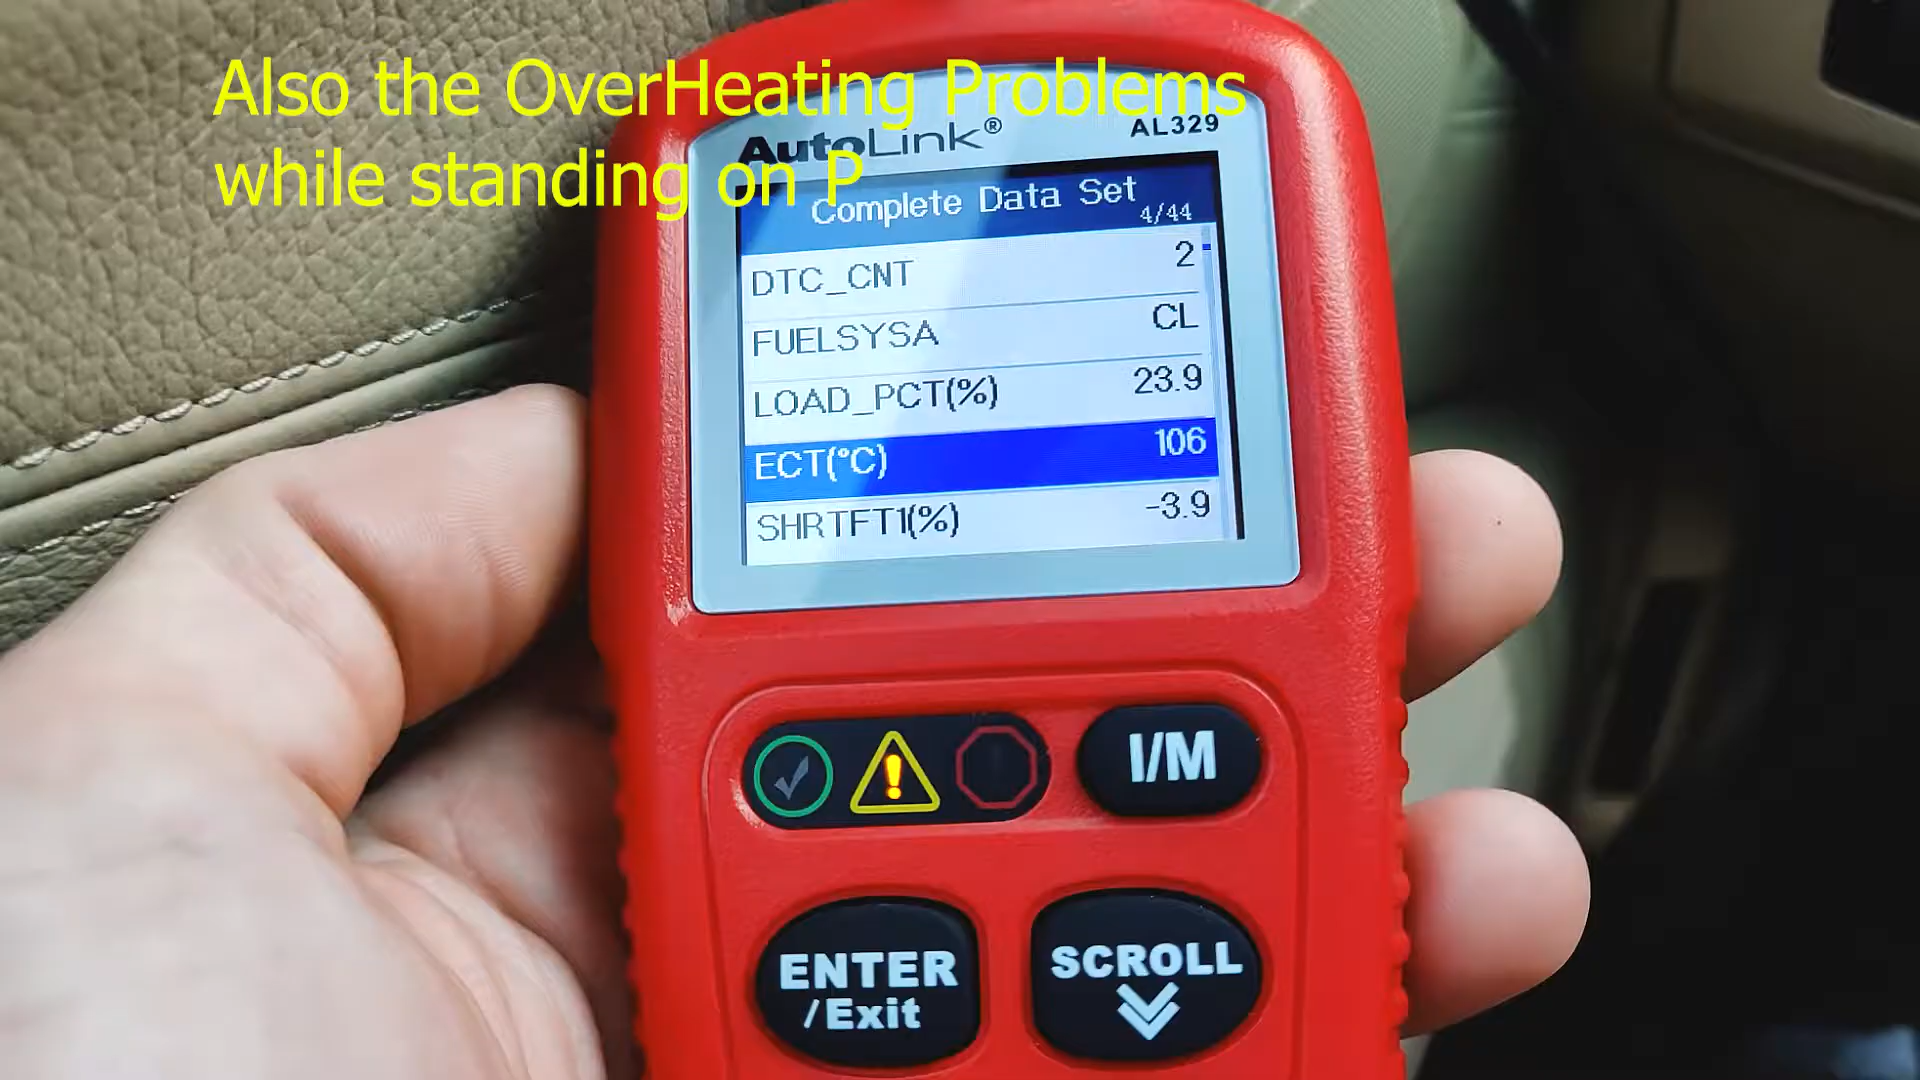 Also the OverHeating Problems
while standing on P
AutoLink® AL329
Complete Data Set
4/44
DTC_CNT 2
FUELSYSA CL
LOAD_PCT(%) 23.9
ECT(°C) 106
SHRTFT1(%) -3.9
I/M
ENTER
/Exit
SCROLL